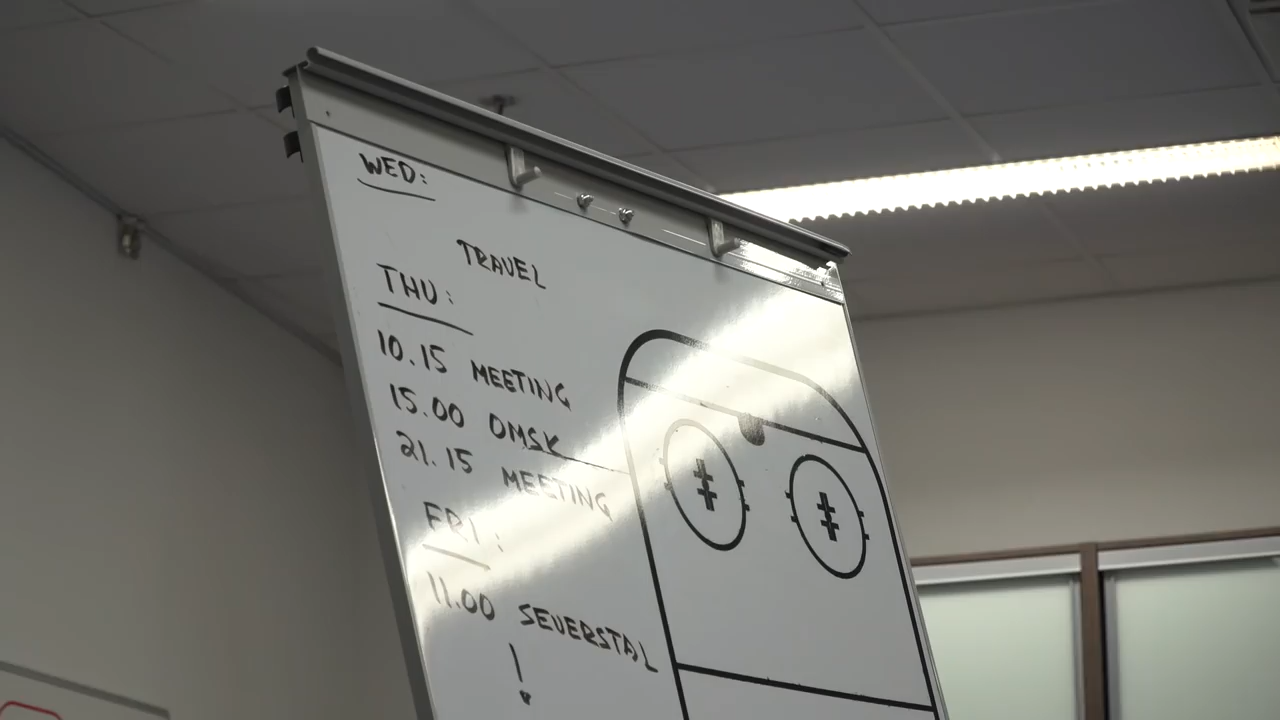 WED:
TRAVEL
THU:
10.15 MEETING
15.00 OMSK
21.15 MEETING
FRI:
11.00 SEVERSTAL
!